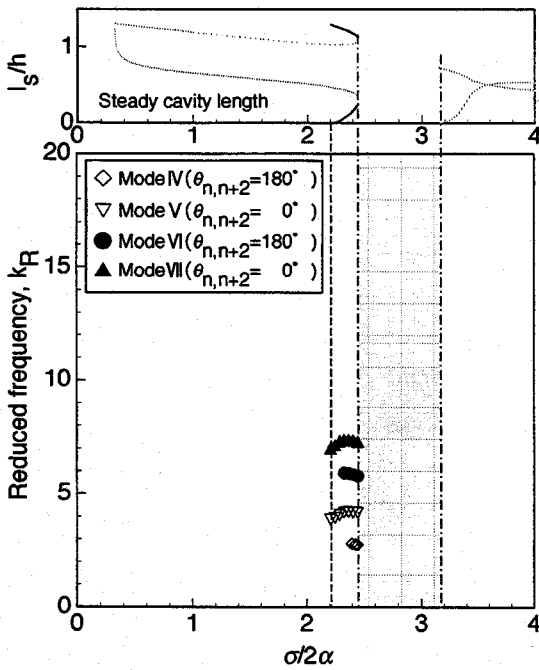 l_s/h
1
0
Steady cavity length
0 1 2 3 4
Reduced frequency, k_R
20
15
10
5
0
◇ Mode IV (θ_n,n+2=180°)
▽ Mode V (θ_n,n+2= 0°)
● Mode VI (θ_n,n+2=180°)
▲ Mode VII (θ_n,n+2= 0°)
0 1 2 3 4
σ/2α